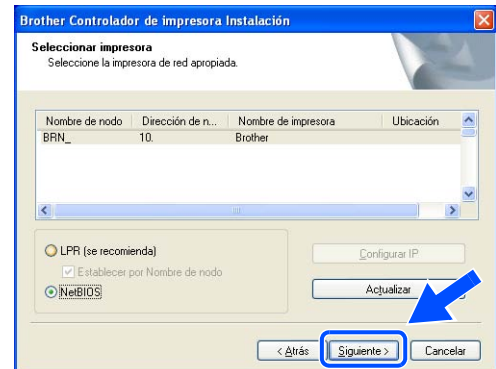 Brother Controlador de impresora Instalación
Seleccionar impresora
Seleccione la impresora de red apropiada.
Nombre de nodo Dirección de n... Nombre de impresora Ubicación
BRN_ 10. Brother
LPR (se recomienda)
Establecer por Nombre de nodo
NetBIOS
Configurar IP
Actualizar
< Atrás Siguiente > Cancelar